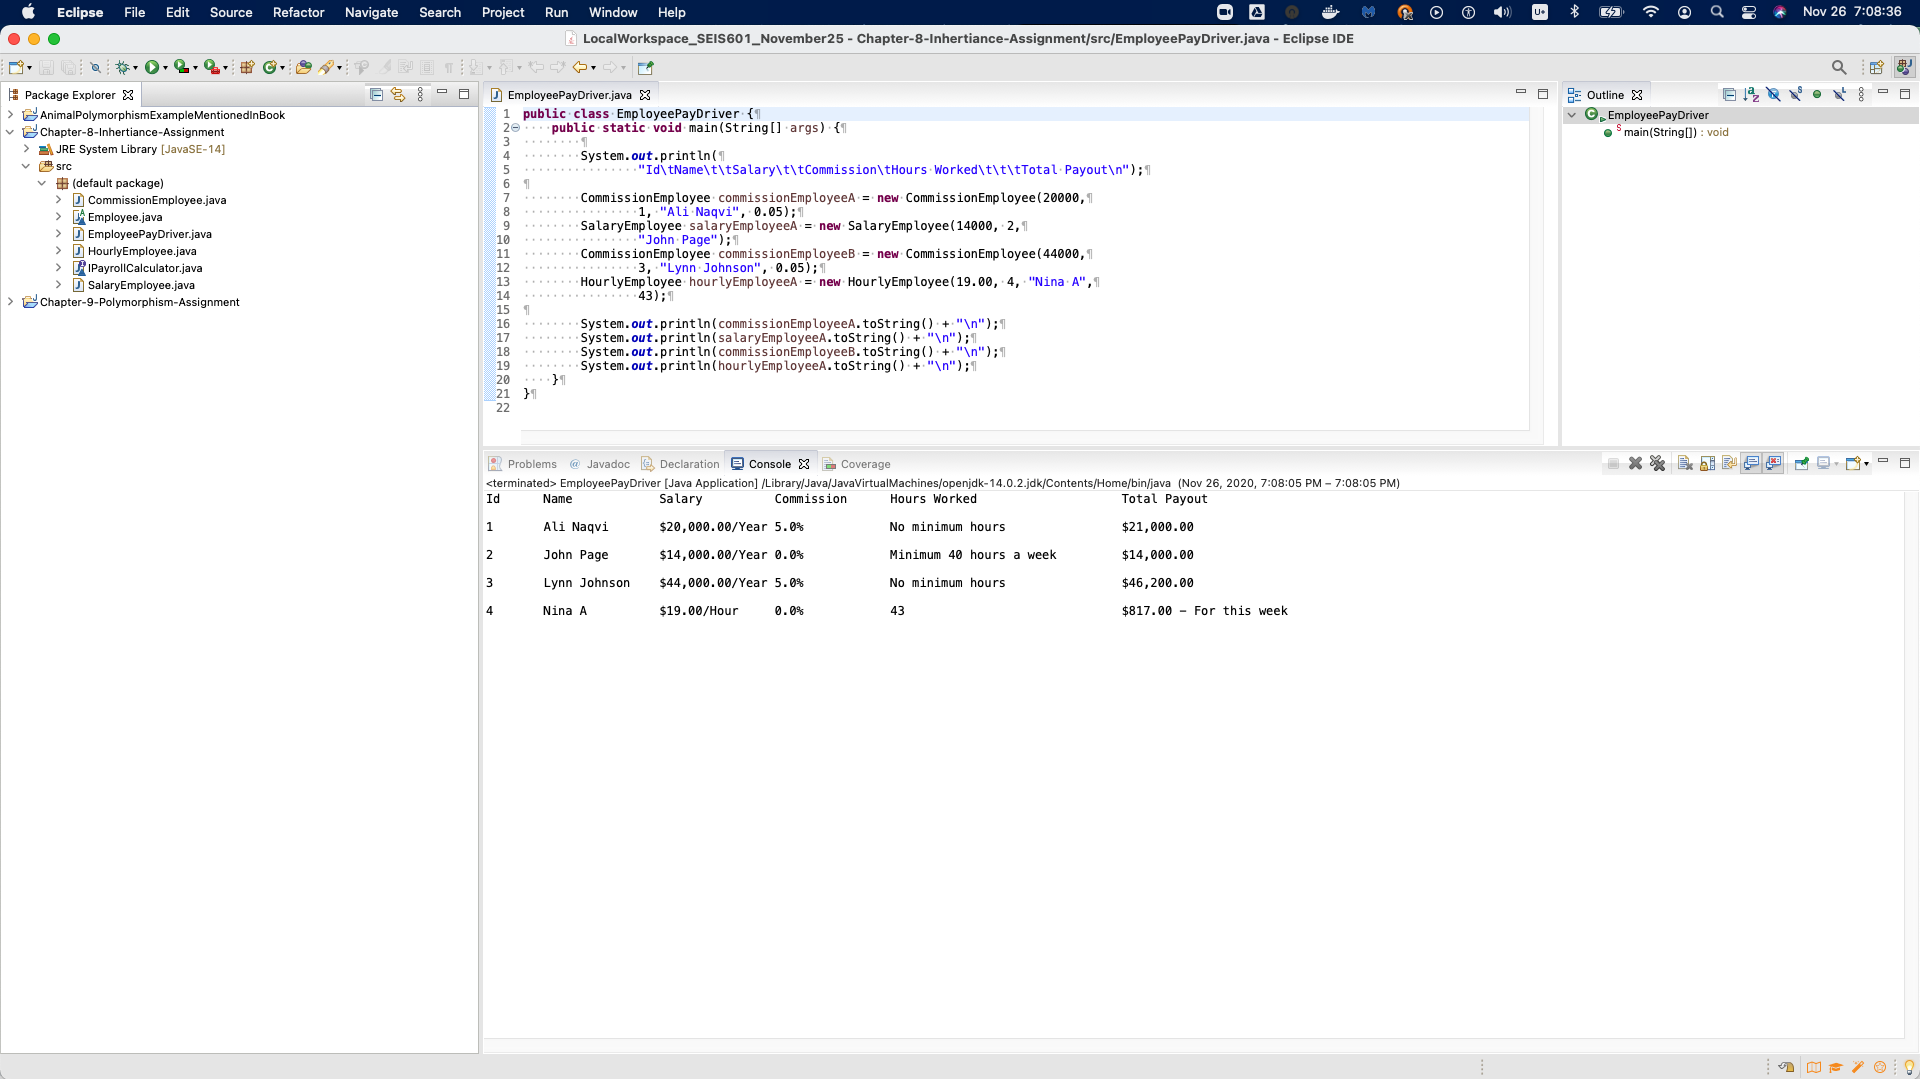 Eclipse File Edit Source Refactor Navigate Search Project Run Window Help Nov 26 7:08:36
LocalWorkspace_SEIS601_November25 - Chapter-8-Inhertiance-Assignment/src/EmployeePayDriver.java - Eclipse IDE
Package Explorer
AnimalPolymorphismExampleMentionedInBook
Chapter-8-Inhertiance-Assignment
JRE System Library [JavaSE-14]
src
(default package)
CommissionEmployee.java
Employee.java
EmployeePayDriver.java
HourlyEmployee.java
IPayrollCalculator.java
SalaryEmployee.java
Chapter-9-Polymorphism-Assignment
EmployeePayDriver.java
1 public class EmployeePayDriver {
2 public static void main(String[] args) {
3
4 System.out.println(
5 "Id\tName\t\tSalary\t\tCommission\tHours Worked\t\t\tTotal Payout\n");
6
7 CommissionEmployee commissionEmployeeA = new CommissionEmployee(20000,
8 1, "Ali Naqvi", 0.05);
9 SalaryEmployee salaryEmployeeA = new SalaryEmployee(14000, 2,
10 "John Page");
11 CommissionEmployee commissionEmployeeB = new CommissionEmployee(44000,
12 3, "Lynn Johnson", 0.05);
13 HourlyEmployee hourlyEmployeeA = new HourlyEmployee(19.00, 4, "Nina A",
14 43);
15
16 System.out.println(commissionEmployeeA.toString() + "\n");
17 System.out.println(salaryEmployeeA.toString() + "\n");
18 System.out.println(commissionEmployeeB.toString() + "\n");
19 System.out.println(hourlyEmployeeA.toString() + "\n");
20 }
21 }
22
Outline
EmployeePayDriver
main(String[]) : void
Problems Javadoc Declaration Console Coverage
<terminated> EmployeePayDriver [Java Application] /Library/Java/JavaVirtualMachines/openjdk-14.0.2.jdk/Contents/Home/bin/java (Nov 26, 2020, 7:08:05 PM – 7:08:05 PM)
Id Name Salary Commission Hours Worked Total Payout
1 Ali Naqvi $20,000.00/Year 5.0% No minimum hours $21,000.00
2 John Page $14,000.00/Year 0.0% Minimum 40 hours a week $14,000.00
3 Lynn Johnson $44,000.00/Year 5.0% No minimum hours $46,200.00
4 Nina A $19.00/Hour 0.0% 43 $817.00 – For this week